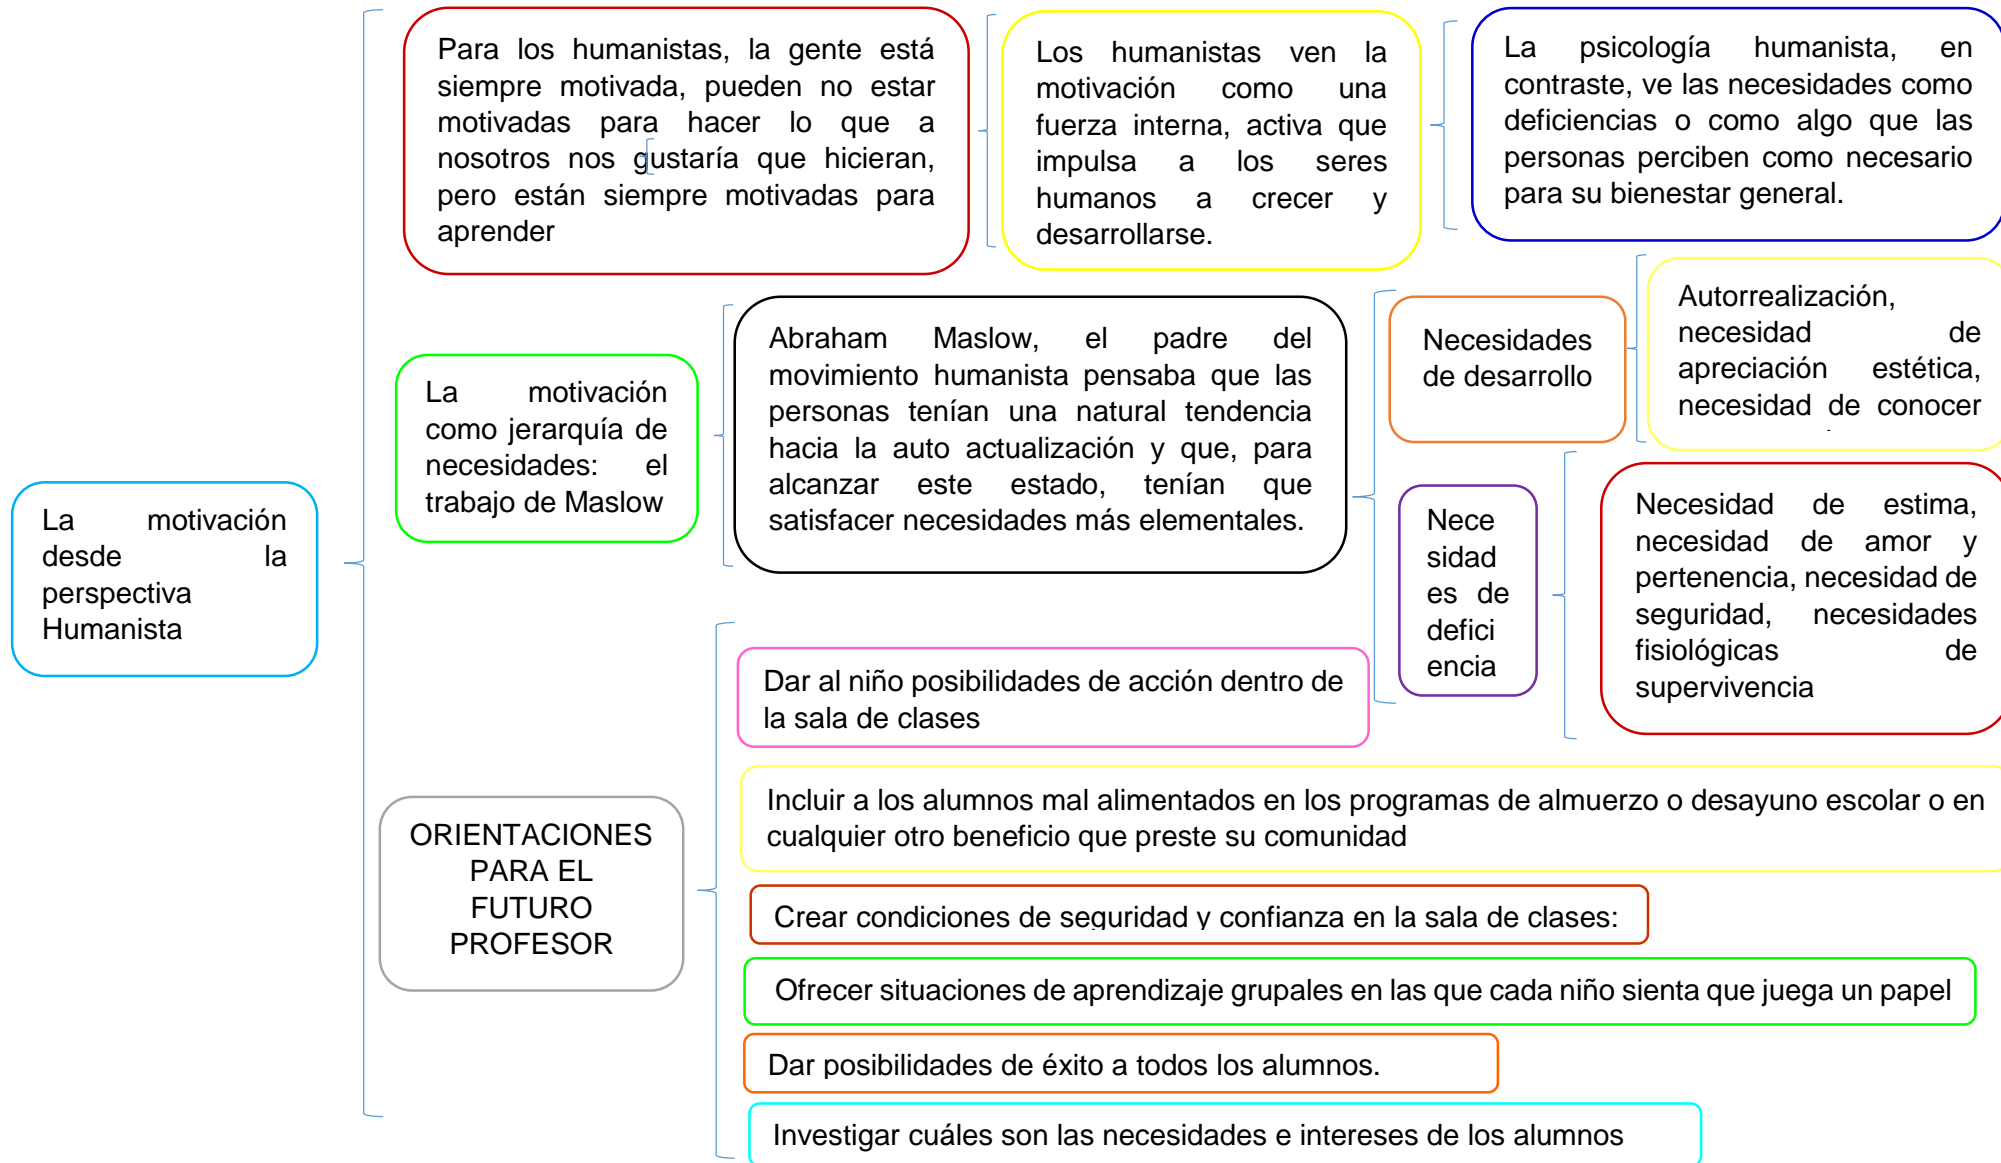 La motivación
desde la
perspectiva
Humanista
Para los humanistas, la gente está
siempre motivada, pueden no estar
motivadas para hacer lo que a
nosotros nos gustaría que hicieran,
pero están siempre motivadas para
aprender
Los humanistas ven la
motivación como una
fuerza interna, activa que
impulsa a los seres
humanos a crecer y
desarrollarse.
La psicología humanista, en
contraste, ve las necesidades como
deficiencias o como algo que las
personas perciben como necesario
para su bienestar general.
La motivación
como jerarquía de
necesidades: el
trabajo de Maslow
Abraham Maslow, el padre del
movimiento humanista pensaba que las
personas tenían una natural tendencia
hacia la auto actualización y que, para
alcanzar este estado, tenían que
satisfacer necesidades más elementales.
Necesidades
de desarrollo
Autorrealización,
necesidad de
apreciación estética,
necesidad de conocer
Nece
sidad
es de
defici
encia
Necesidad de estima,
necesidad de amor y
pertenencia, necesidad de
seguridad, necesidades
fisiológicas de
supervivencia
ORIENTACIONES
PARA EL
FUTURO
PROFESOR
Dar al niño posibilidades de acción dentro de
la sala de clases
Incluir a los alumnos mal alimentados en los programas de almuerzo o desayuno escolar o en
cualquier otro beneficio que preste su comunidad
Crear condiciones de seguridad y confianza en la sala de clases:
Ofrecer situaciones de aprendizaje grupales en las que cada niño sienta que juega un papel
Dar posibilidades de éxito a todos los alumnos.
Investigar cuáles son las necesidades e intereses de los alumnos